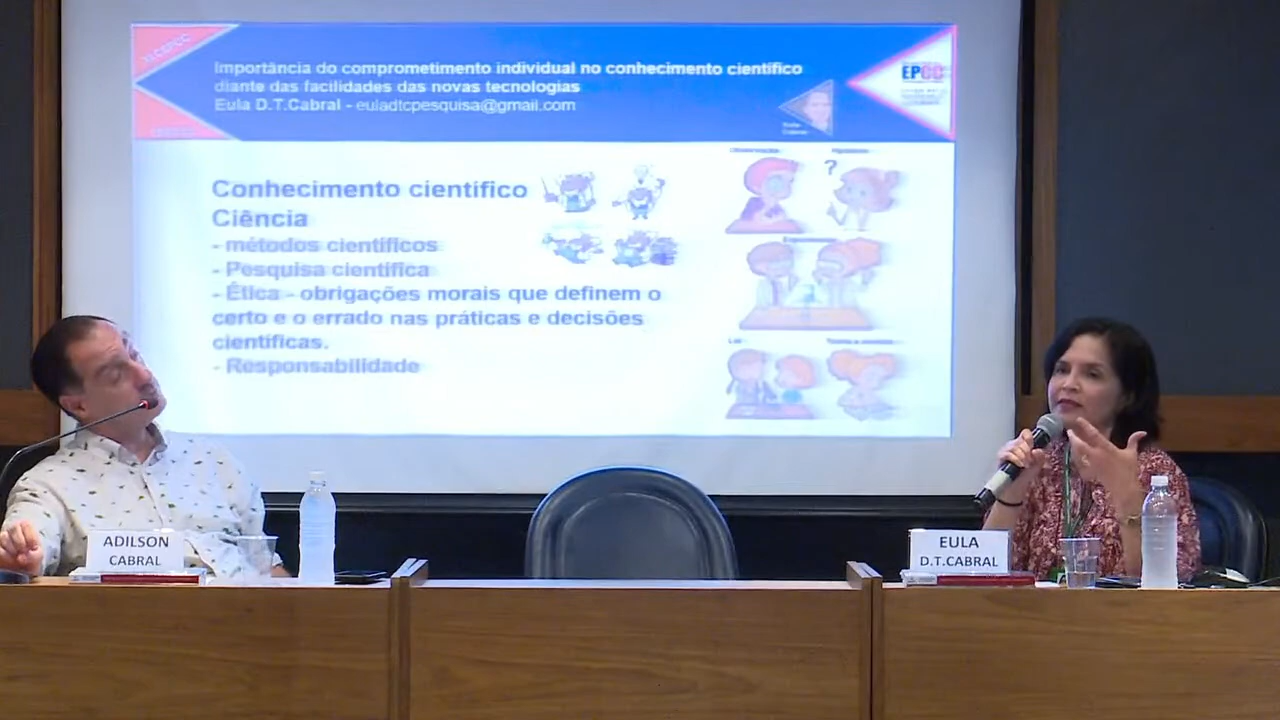 Importância do comprometimento individual no conhecimento científico
diante das facilidades das novas tecnologias
Eula D.T.Cabral - euladtcpesquisa@gmail.com
EPCC
Conhecimento científico
Ciência
- métodos científicos
- Pesquisa científica
- Ética - obrigações morais que definem o
certo e o errado nas práticas e decisões
científicas.
- Responsabilidade
?
ADILSON
CABRAL
EULA
D.T.CABRAL